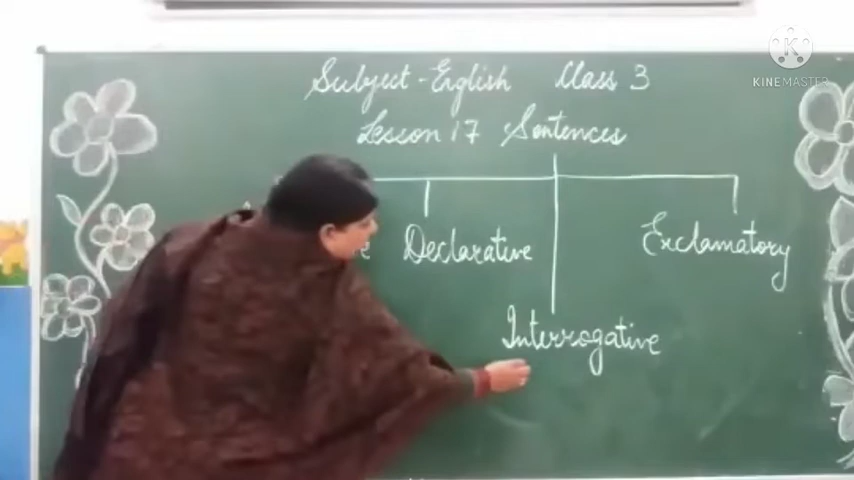 Subject - English Class 3
Lesson 17 Sentences
Declarative Exclamatory
Interrogative
KINEMASTER